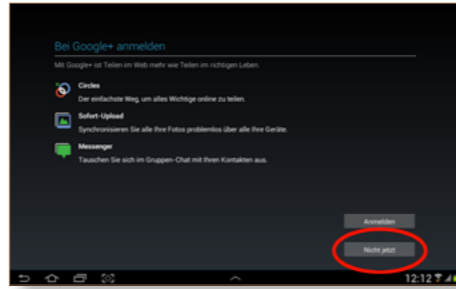 Bei Google+ anmelden
Mit Google+ ist Teilen im Web mehr wie Teilen im richtigen Leben.
Circles
Der einfachste Weg, um alles Wichtige online zu teilen.
Sofort-Upload
Synchronisieren Sie alle Ihre Fotos problemlos über alle Ihre Geräte.
Messenger
Tauschen Sie sich im Gruppen-Chat mit Ihren Kontakten aus.
Anmelden
Nicht jetzt
12:12